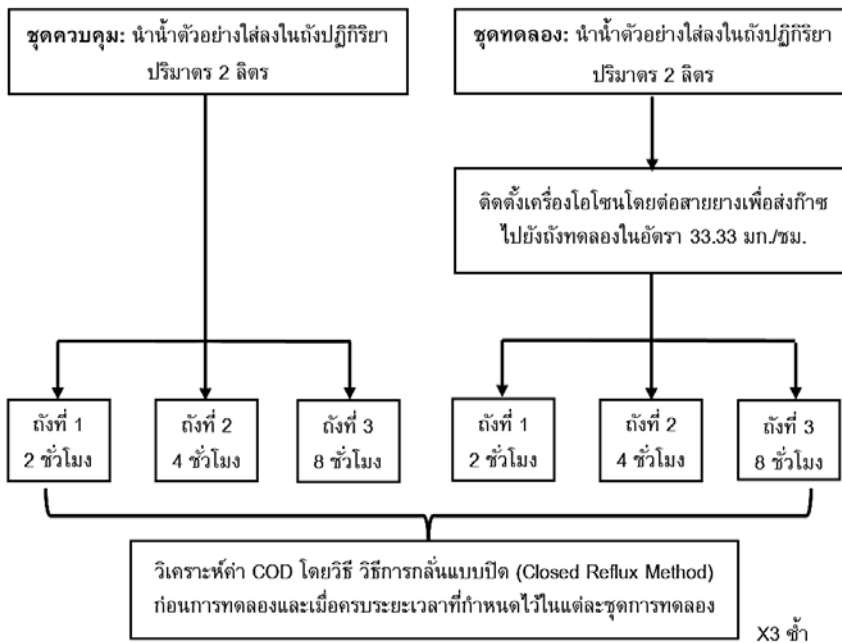 ชุดควบคุม: นำน้ำตัวอย่างใส่ลงในถังปฏิกิริยา
ปริมาตร 2 ลิตร
ชุดทดลอง: นำน้ำตัวอย่างใส่ลงในถังปฏิกิริยา
ปริมาตร 2 ลิตร
ติดตั้งเครื่องโอโซนโดยต่อสายยางเพื่อส่งก๊าซ
ไปยังถังทดลองในอัตรา 33.33 มก./ชม.
ถังที่ 1
2 ชั่วโมง
ถังที่ 2
4 ชั่วโมง
ถังที่ 3
8 ชั่วโมง
ถังที่ 1
2 ชั่วโมง
ถังที่ 2
4 ชั่วโมง
ถังที่ 3
8 ชั่วโมง
วิเคราะห์ค่า COD โดยวิธี วิธีการกลั่นแบบปิด (Closed Reflux Method)
ก่อนการทดลองและเมื่อครบระยะเวลาที่กำหนดไว้ในแต่ละชุดการทดลอง
X3 ซ้ำ